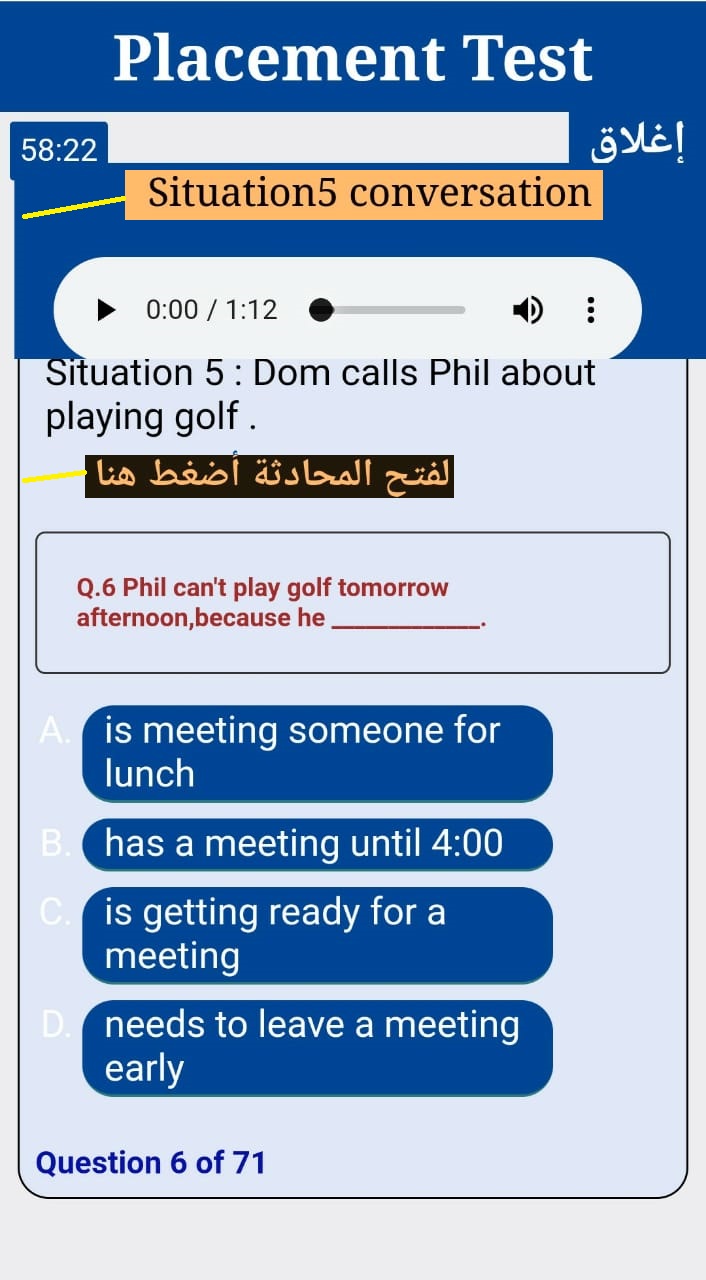 Placement Test
58:22
إغلاق
Situation5 conversation
0:00 / 1:12
Situation 5 : Dom calls Phil about
playing golf .
لفتح المحادثة أضغط هنا
Q.6 Phil can't play golf tomorrow
afternoon,because he _____________.
A. is meeting someone for
lunch
B. has a meeting until 4:00
C. is getting ready for a
meeting
D. needs to leave a meeting
early
Question 6 of 71